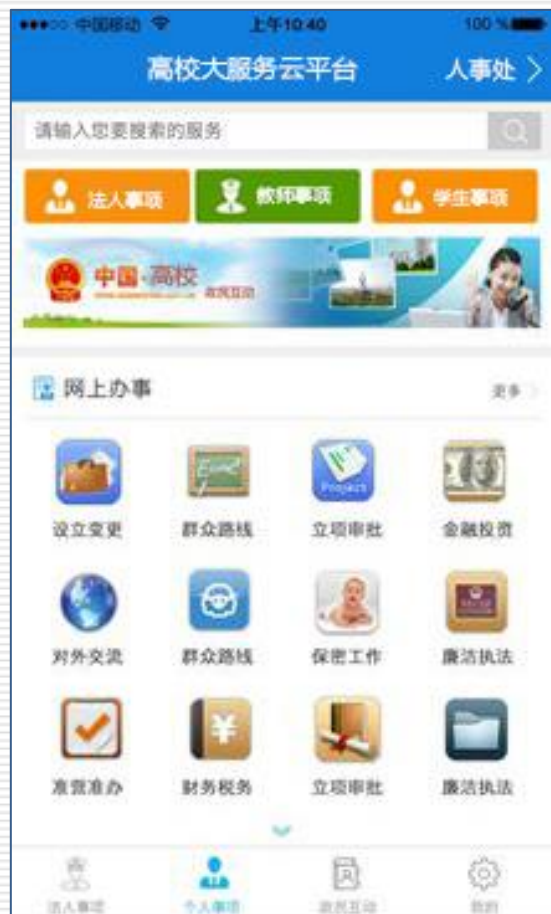 中国移动 上午10:40 100 %
高校大服务云平台 人事处
请输入您要搜索的服务
法人事项 教师事项 学生事项
中国·高校 政民互动
网上办事 更多
设立变更 群众路线 立项审批 金融投资
对外交流 群众路线 保密工作 廉洁执法
准营准办 财务税务 立项审批 廉洁执法
法人事项 个人事项 政民互动 我的